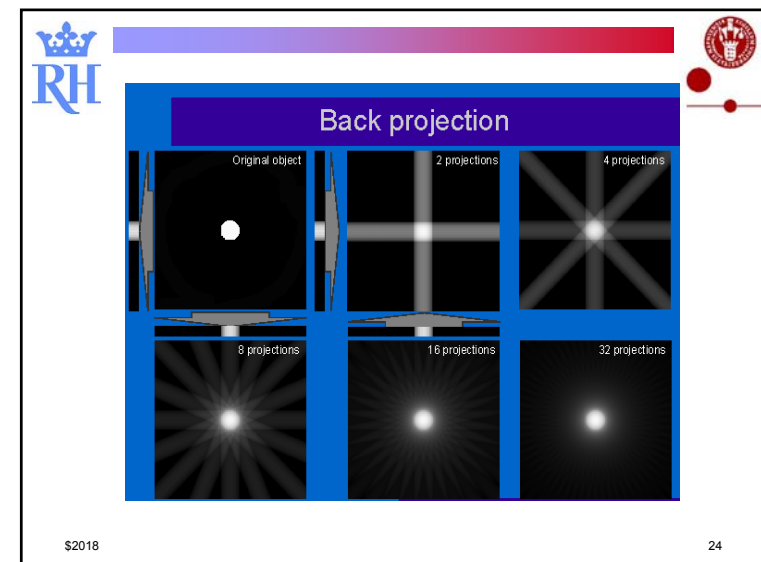 RH
Back projection
Original object
2 projections
4 projections
8 projections
16 projections
32 projections
$2018
24